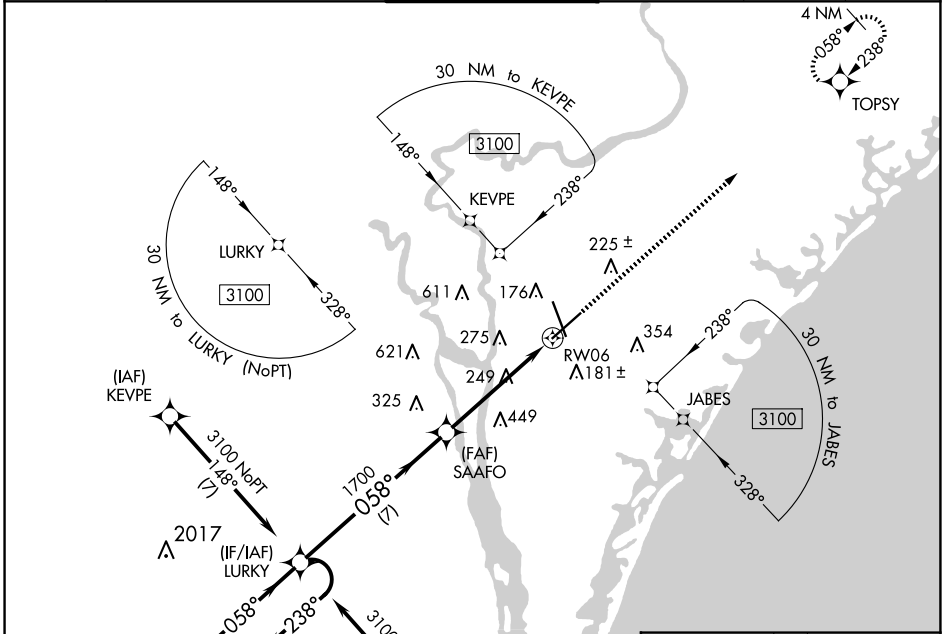 4 NM
058°
238°
TOPSY
30 NM to KEVPE
3100
148°
238°
KEVPE
148°
LURKY
3100
328°
30 NM to LURKY (NoPT)
225 ±
611
176
275
354
RW06
621
249
181 ±
325
449
238°
30 NM to JABES
JABES
3100
328°
(IAF)
KEVPE
3100 NoPT
148°
(7)
(FAF)
SAAFO
1700
058°
(7)
2017
(IF/IAF)
LURKY
058°
238°
3100